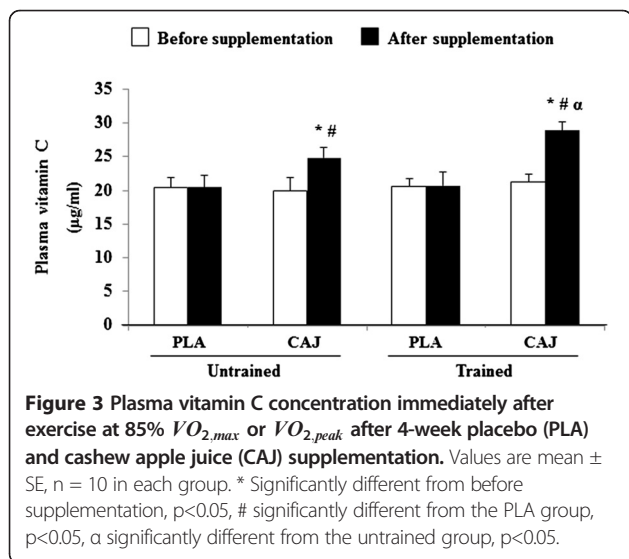 Before supplementation After supplementation
Plasma vitamin C
(µg/ml)
35
30
25
20
15
10
5
0
* #
* # α
PLA CAJ PLA CAJ
Untrained Trained
Figure 3 Plasma vitamin C concentration immediately after
exercise at 85% VO2,max or VO2,peak after 4-week placebo (PLA)
and cashew apple juice (CAJ) supplementation. Values are mean ±
SE, n = 10 in each group. * Significantly different from before
supplementation, p<0.05, # significantly different from the PLA group,
p<0.05, α significantly different from the untrained group, p<0.05.